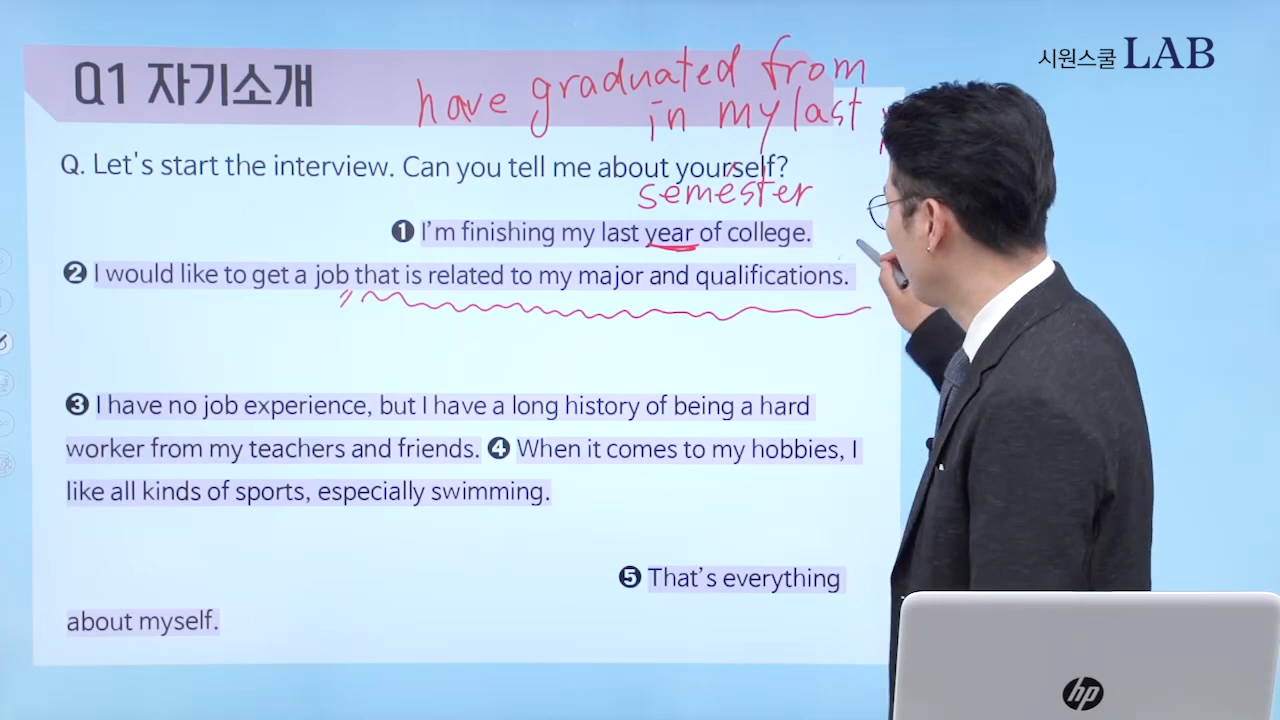 시원스쿨 LAB
Q1 자기소개
have graduated from
in my last
Q. Let's start the interview. Can you tell me about yourself?
semester
❶ I'm finishing my last year of college.
❷ I would like to get a job that is related to my major and qualifications.
❸ I have no job experience, but I have a long history of being a hard
worker from my teachers and friends. ❹ When it comes to my hobbies, I
like all kinds of sports, especially swimming.
❺ That's everything
about myself.
hp